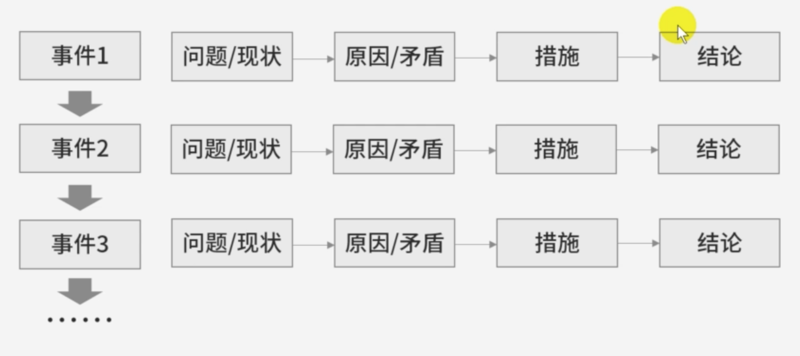 事件1 问题/现状 原因/矛盾 措施 结论
事件2 问题/现状 原因/矛盾 措施 结论
事件3 问题/现状 原因/矛盾 措施 结论
······